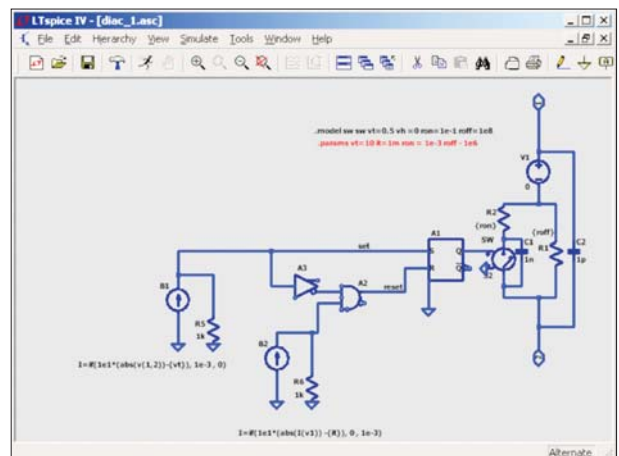 LTspice IV - [diac_1.asc]
File Edit Hierarchy View Simulate Tools Window Help
.model sw sw vt=0.5 vh =0 ron=1e-1 roff=1e8
.params vt=10 R=1m ron = 1e-3 roff - 1e6
V1
0
R2
{ron}
{roff}
A1
SW
C1
R1
C2
set
S
Q
1n
1p
A3
R
Q
S2
A2
reset
B1
R5
1k
B2
R6
1k
I=if(1e1*(abs(v(1,2))-{vt}), 1e-3, 0)
I=if(1e1*(abs(I(v1)) -{R}), 0, 1e-3)
Alternate